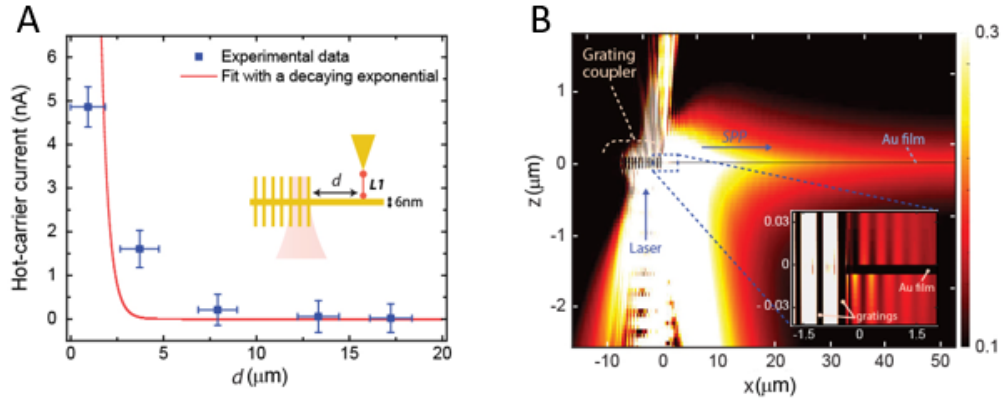 A
Hot-carrier current (nA)
6
5
4
3
2
1
0
0 5 10 15 20
d (μm)
Experimental data
Fit with a decaying exponential
d
L1
6nm
B
Grating
coupler
SPP
Au film
Laser
z(μm)
2
1
0
-1
-2
-10 0 10 20 30 40 50
x(μm)
0.3
0.1
0.03
0
-0.03
-1.5 0 1.5
Au film
gratings